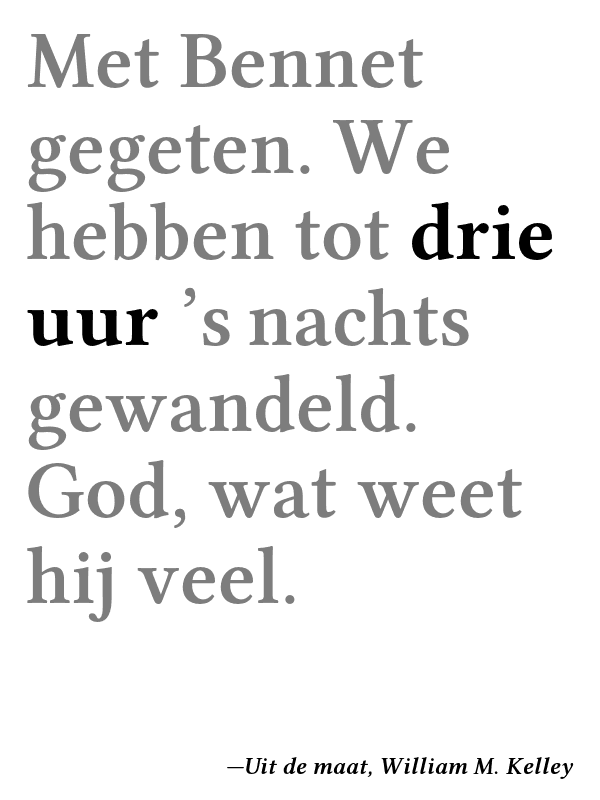 Met Bennet
gegeten. We
hebben tot drie
uur ’s nachts
gewandeld.
God, wat weet
hij veel.
—Uit de maat, William M. Kelley